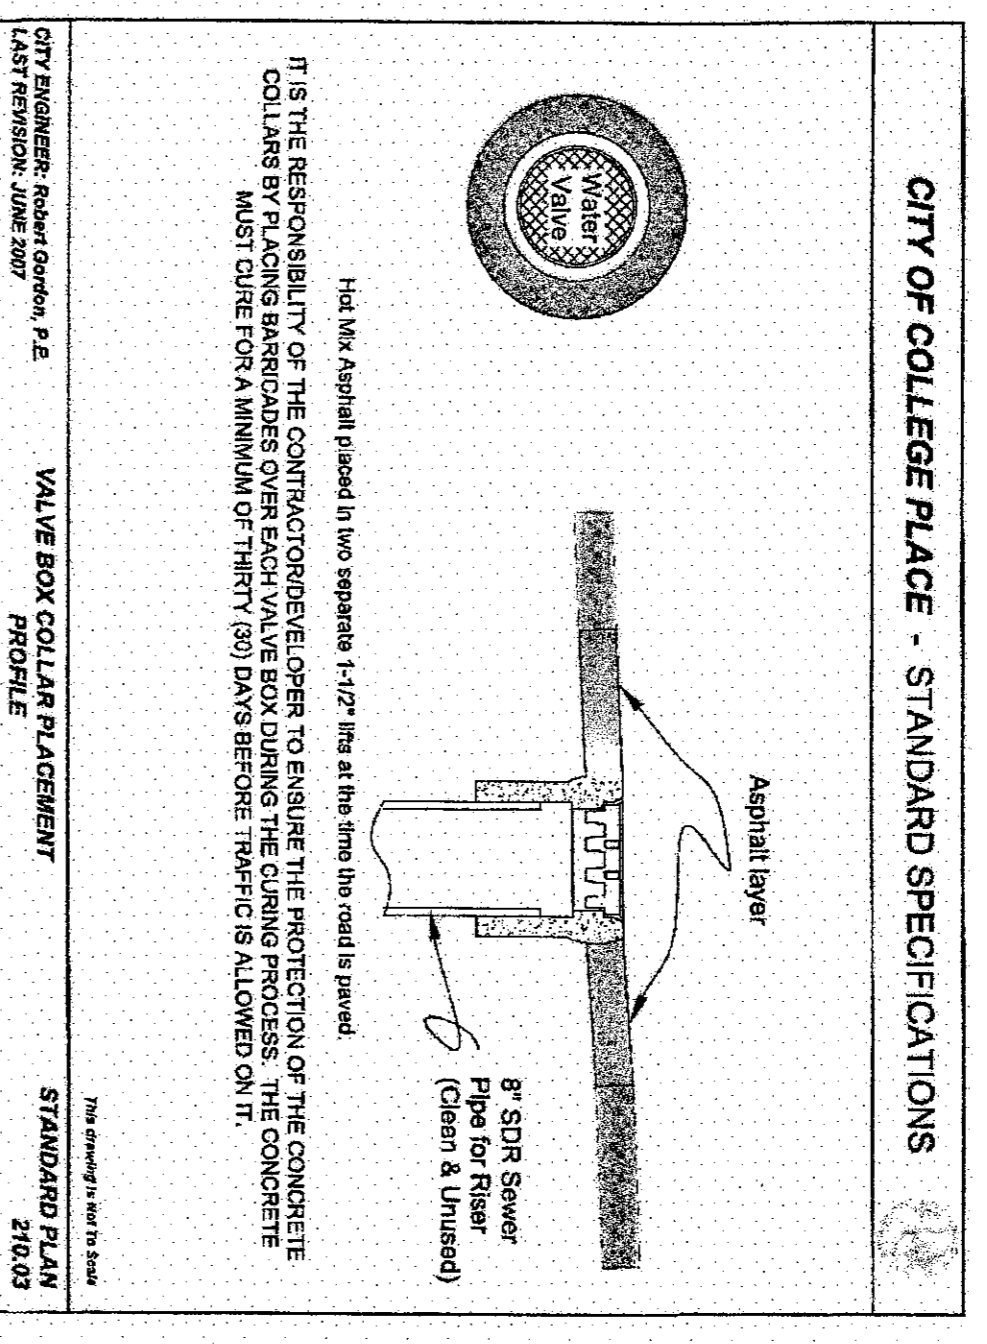 CITY OF COLLEGE PLACE - STANDARD SPECIFICATIONS
Asphalt layer
Water
Valve
8" SDR Sewer
Pipe for Riser
(Clean & Unused)
Hot Mix Asphalt placed in two separate 1-1/2" lifts at the time the road is paved.
IT IS THE RESPONSIBILITY OF THE CONTRACTOR/DEVELOPER TO ENSURE THE PROTECTION OF THE CONCRETE
COLLARS BY PLACING BARRICADES OVER EACH VALVE BOX DURING THE CURING PROCESS. THE CONCRETE
MUST CURE FOR A MINIMUM OF THIRTY (30) DAYS BEFORE TRAFFIC IS ALLOWED ON IT.
This drawing is Not To Scale
CITY ENGINEER: Robert Gordon, P.E.
LAST REVISION: JUNE 2007
VALVE BOX COLLAR PLACEMENT
PROFILE
STANDARD PLAN
210.03